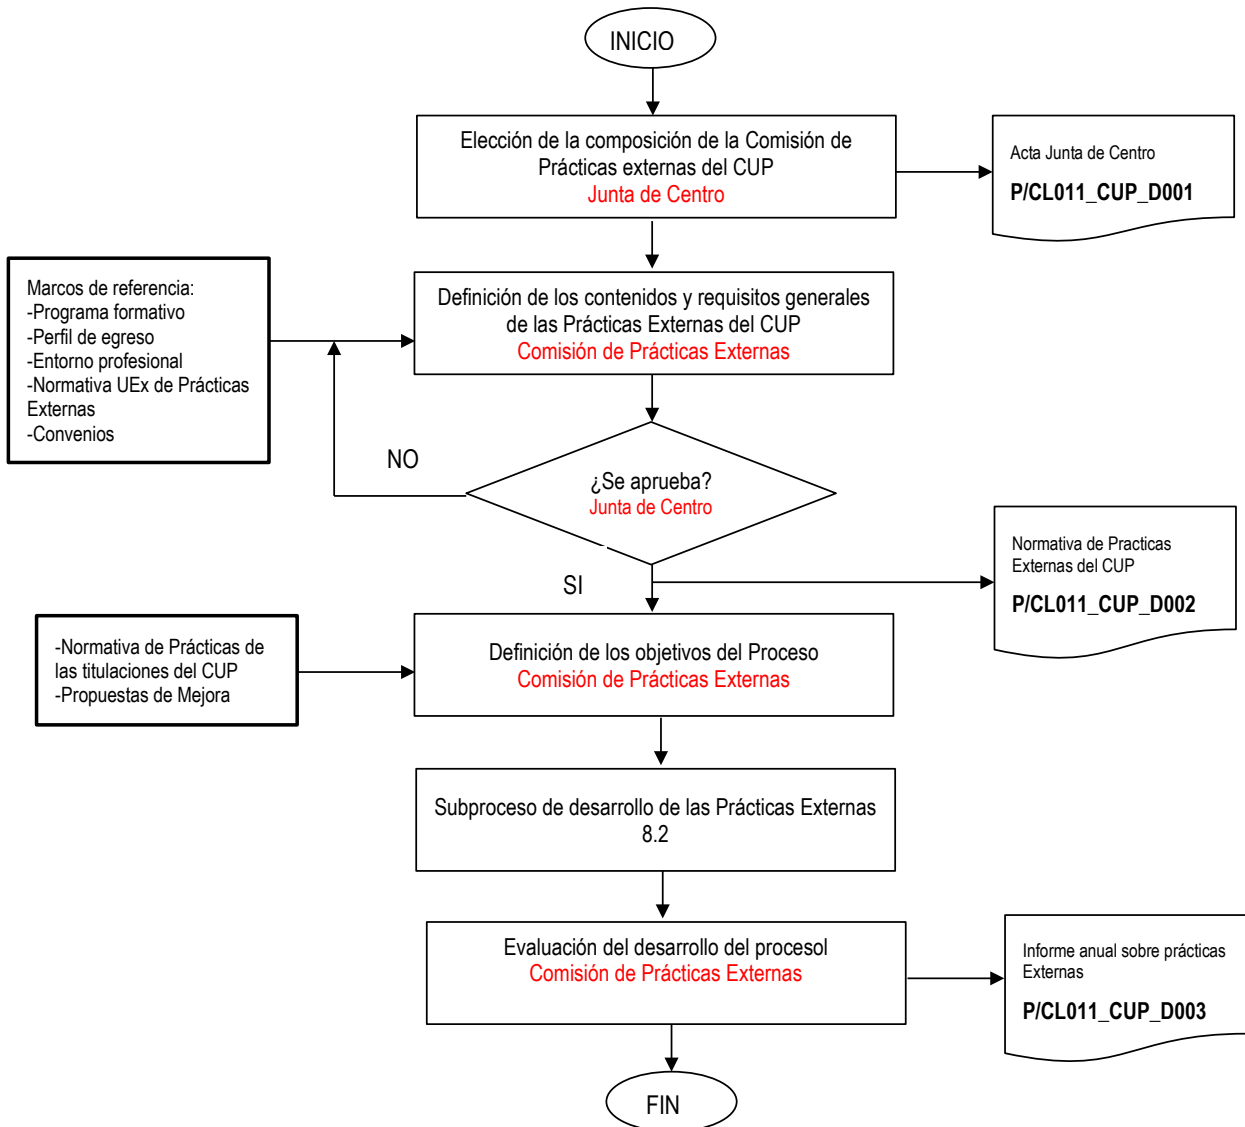 INICIO
Elección de la composición de la Comisión de
Prácticas externas del CUP
Junta de Centro
Acta Junta de Centro
P/CL011_CUP_D001
Marcos de referencia:
-Programa formativo
-Perfil de egreso
-Entorno profesional
-Normativa UEx de Prácticas
Externas
-Convenios
Definición de los contenidos y requisitos generales
de las Prácticas Externas del CUP
Comisión de Prácticas Externas
NO
¿Se aprueba?
Junta de Centro
SI
Normativa de Practicas
Externas del CUP
P/CL011_CUP_D002
-Normativa de Prácticas de
las titulaciones del CUP
-Propuestas de Mejora
Definición de los objetivos del Proceso
Comisión de Prácticas Externas
Subproceso de desarrollo de las Prácticas Externas
8.2
Evaluación del desarrollo del procesol
Comisión de Prácticas Externas
Informe anual sobre prácticas
Externas
P/CL011_CUP_D003
FIN